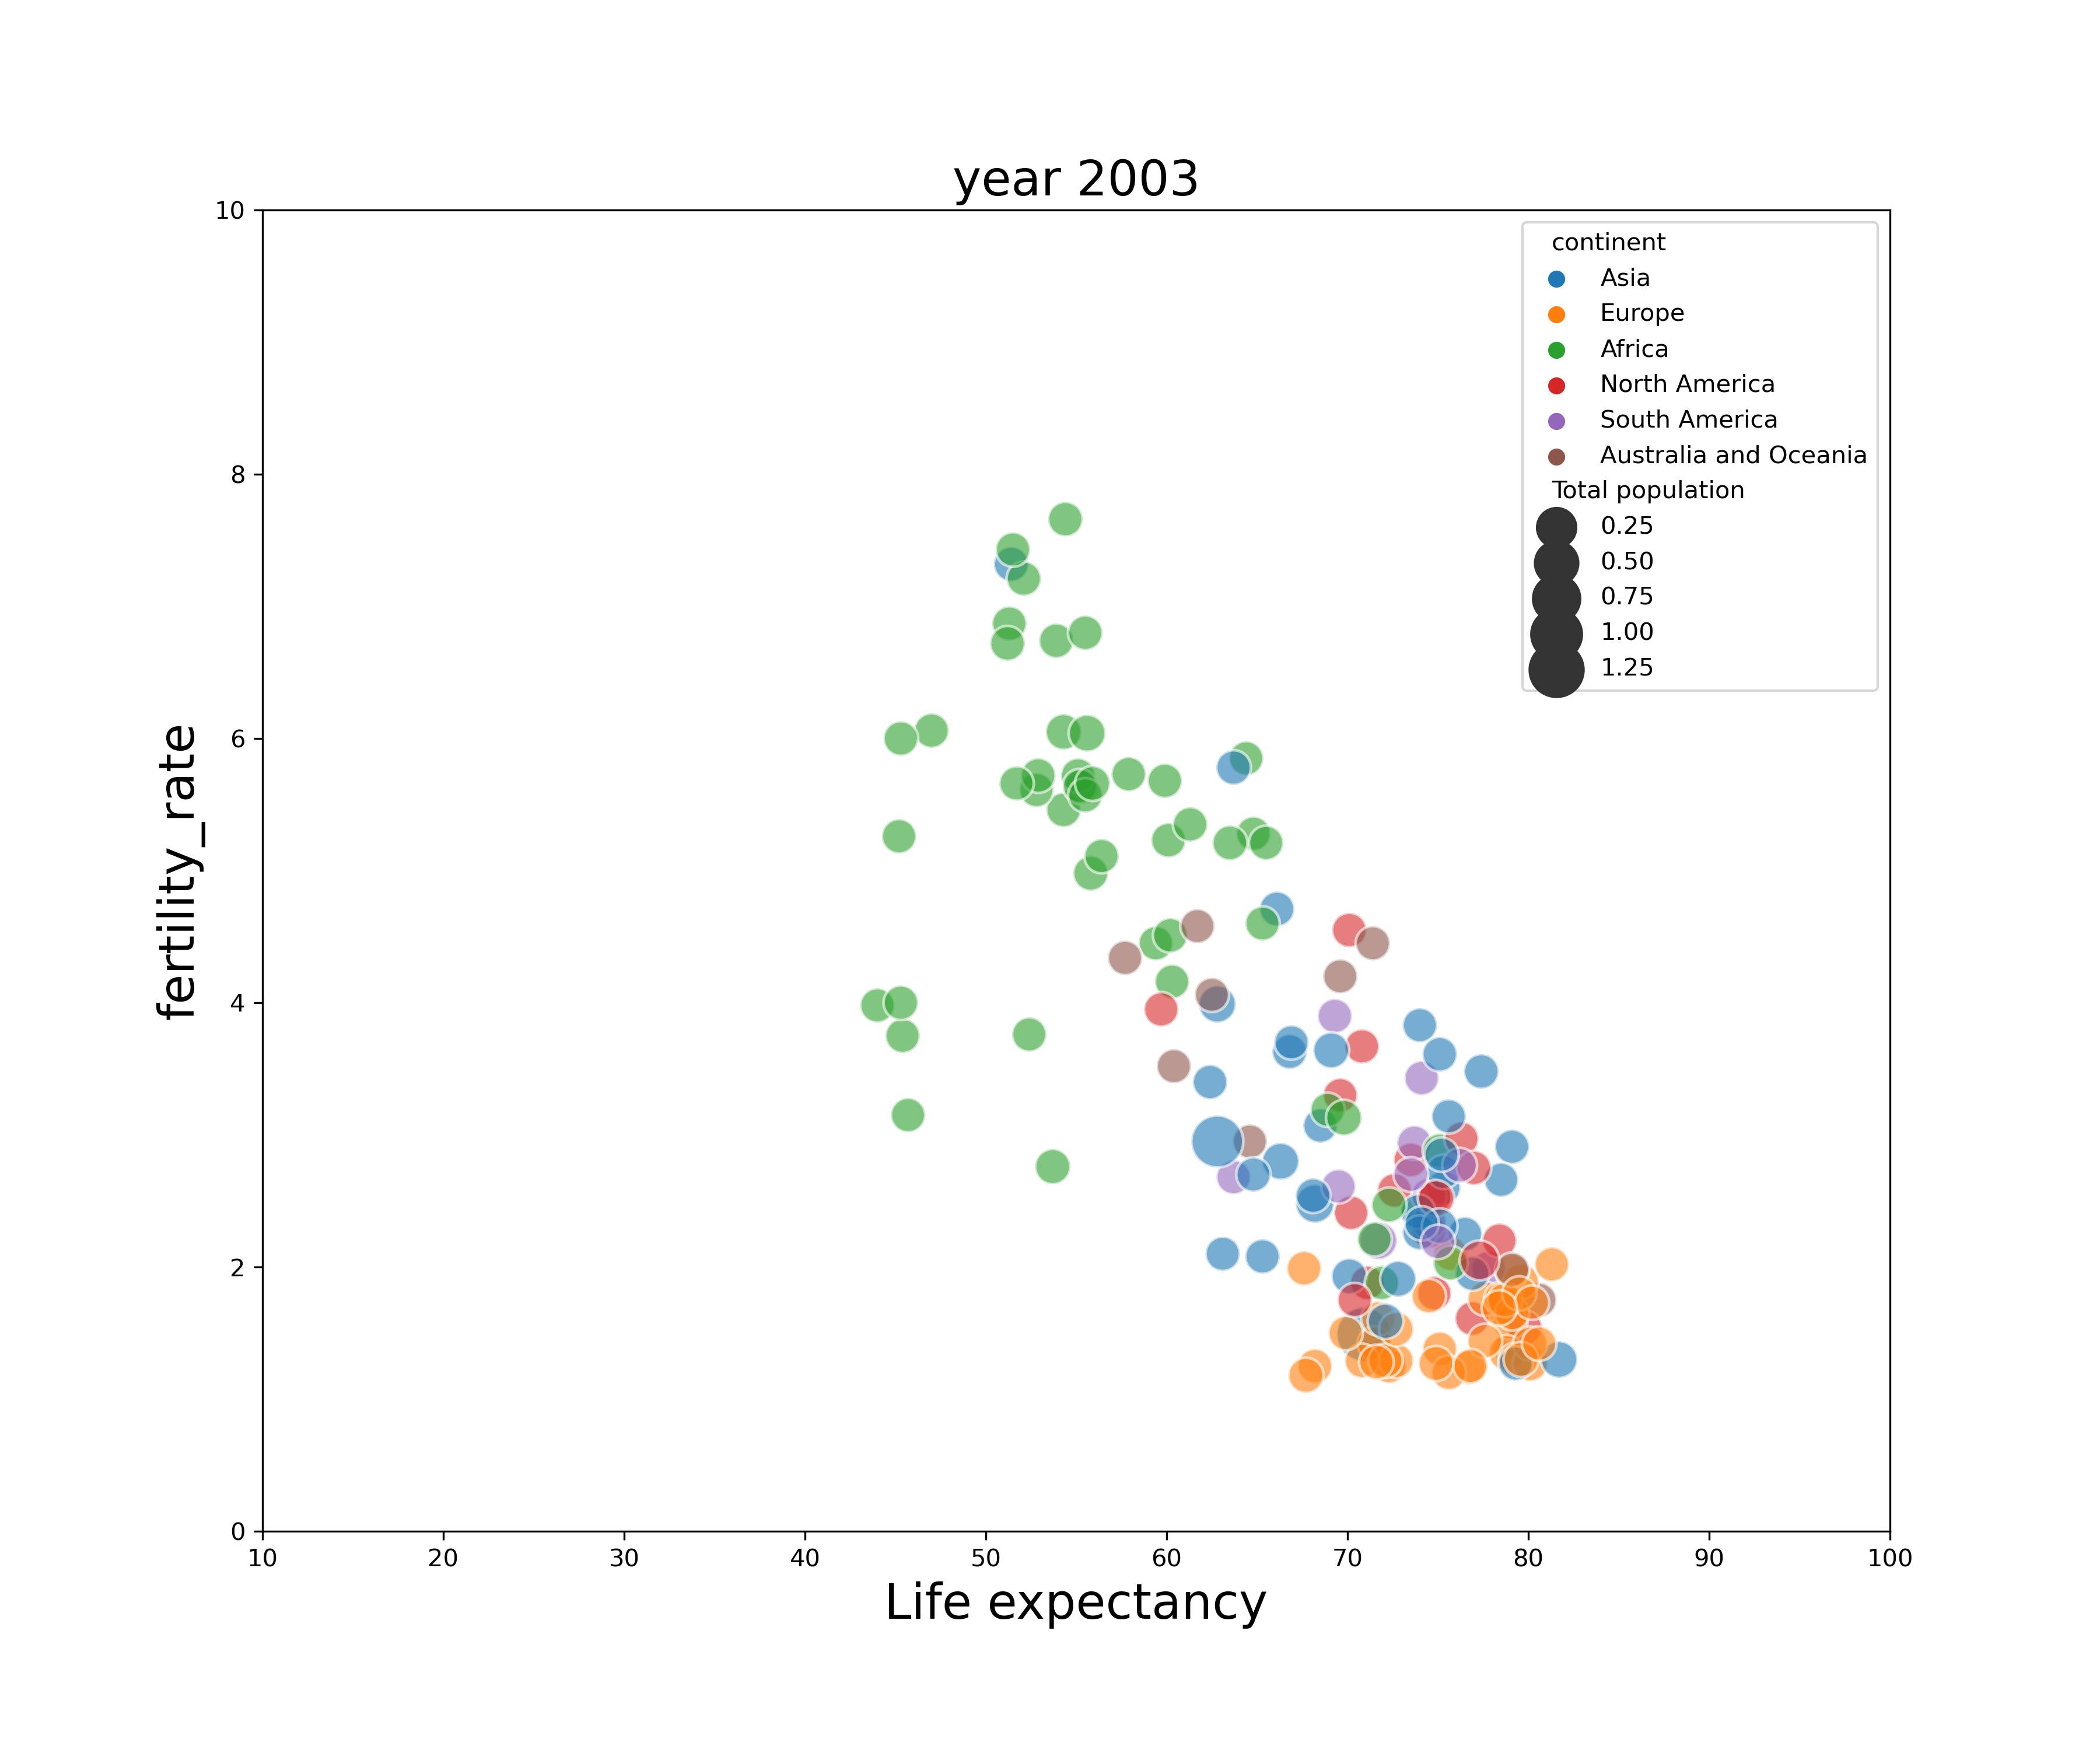 year 2003
10
8
6
4
2
0
fertility_rate
10 20 30 40 50 60 70 80 90 100
Life expectancy
continent
Asia
Europe
Africa
North America
South America
Australia and Oceania
Total population
0.25
0.50
0.75
1.00
1.25